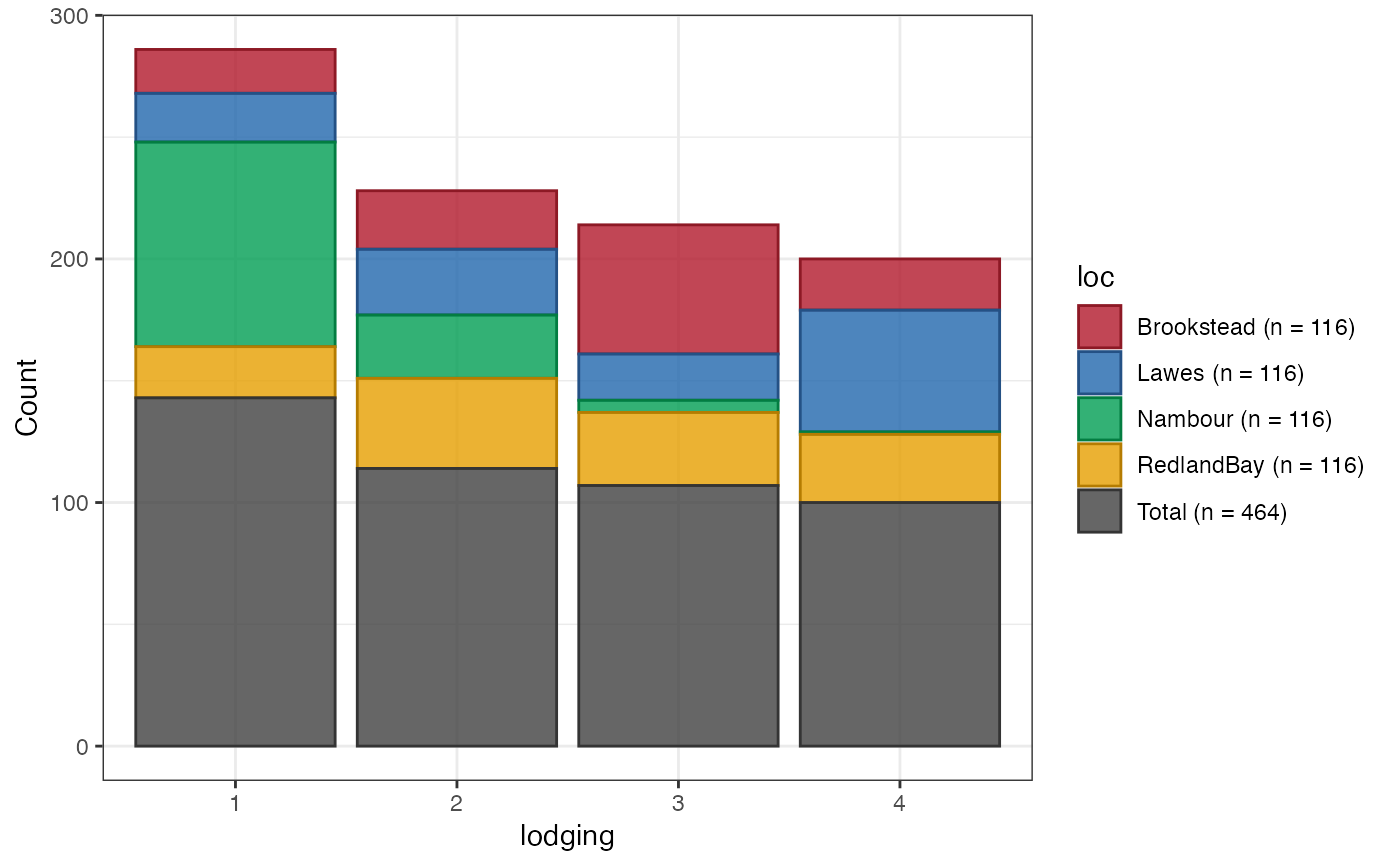 300
200
100
0
Count
1 2 3 4
lodging
loc
Brookstead (n = 116)
Lawes (n = 116)
Nambour (n = 116)
RedlandBay (n = 116)
Total (n = 464)